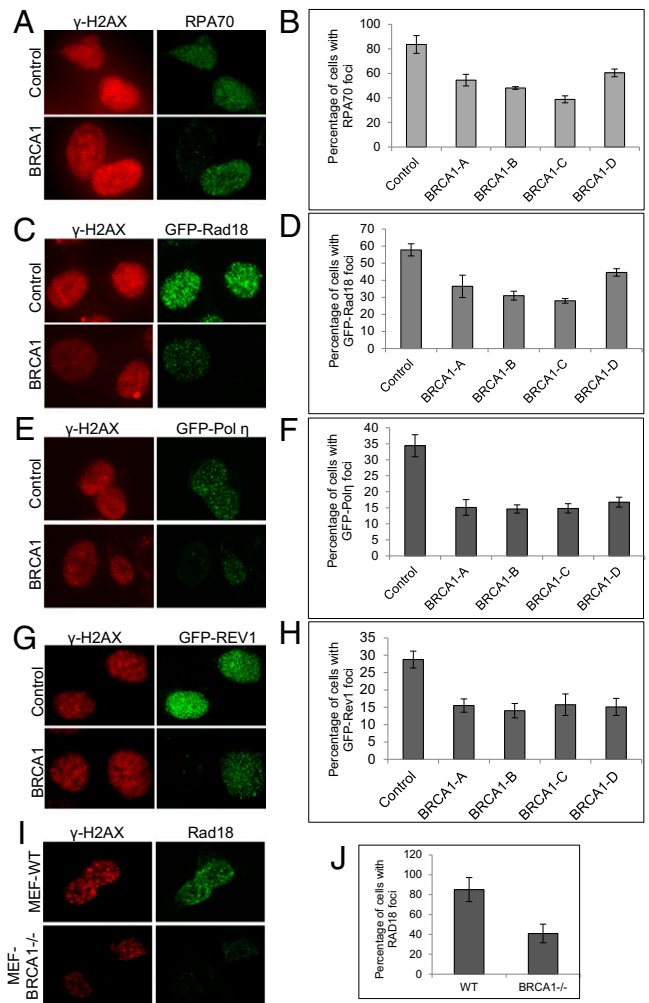 A
γ-H2AX RPA70
Control
BRCA1
B
Percentage of cells with
RPA70 foci
100
80
60
40
20
0
Control
BRCA1-A
BRCA1-B
BRCA1-C
BRCA1-D
C
γ-H2AX GFP-Rad18
Control
BRCA1
D
Percentage of cells with
GFP-Rad18 foci
70
60
50
40
30
20
10
0
Control
BRCA1-A
BRCA1-B
BRCA1-C
BRCA1-D
E
γ-H2AX GFP-Pol η
Control
BRCA1
F
Percentage of cells with
GFP-Polη foci
40
35
30
25
20
15
10
5
0
Control
BRCA1-A
BRCA1-B
BRCA1-C
BRCA1-D
G
γ-H2AX GFP-REV1
Control
BRCA1
H
Percentage of cells with
GFP-Rev1 foci
35
30
25
20
15
10
5
0
Control
BRCA1-A
BRCA1-B
BRCA1-C
BRCA1-D
I
γ-H2AX Rad18
MEF-WT
MEF-
BRCA1-/-
J
Percentage of cells with
RAD18 foci
120
100
80
60
40
20
0
WT
BRCA1-/-